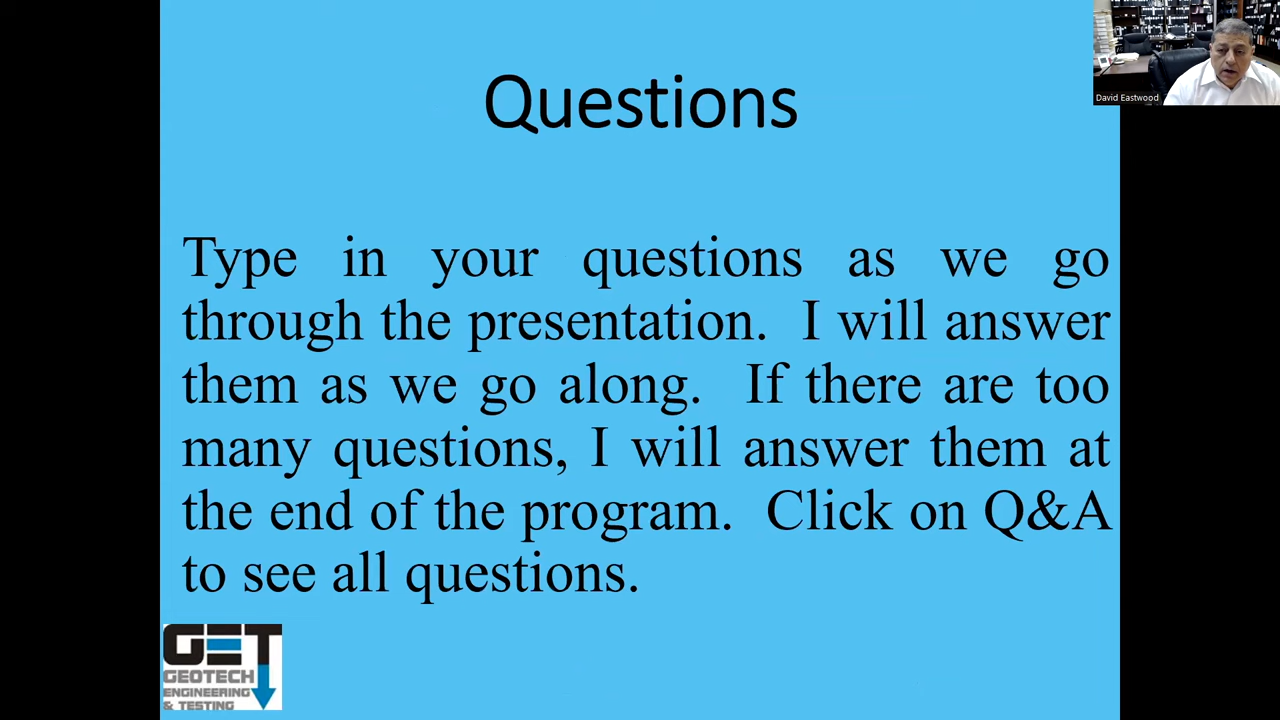 Questions
David Eastwood
Type in your questions as we go
through the presentation. I will answer
them as we go along. If there are too
many questions, I will answer them at
the end of the program. Click on Q&A
to see all questions.
GET
GEOTECH
ENGINEERING
& TESTING